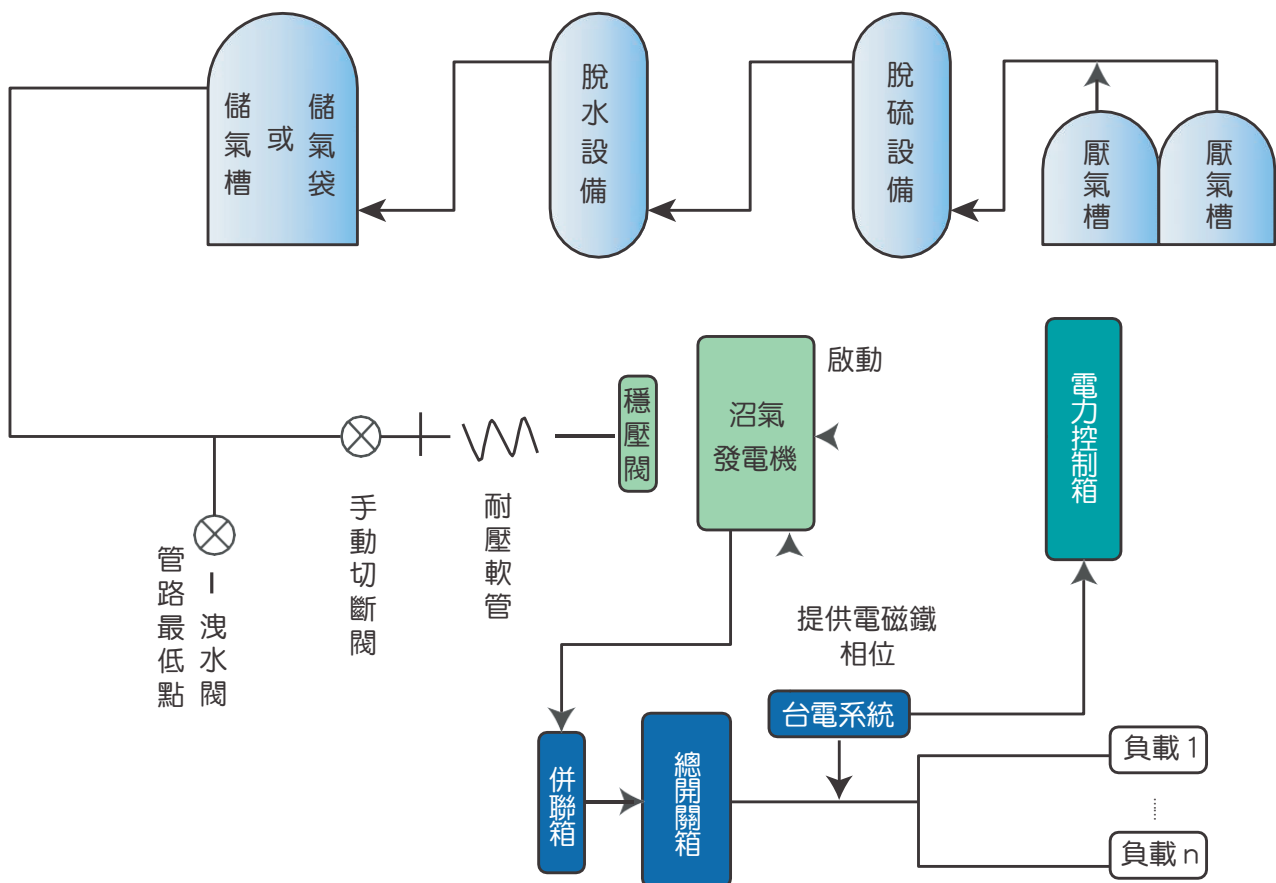 儲氣槽
或
儲氣袋
脫水設備
脫硫設備
厭氣槽
厭氣槽
啟動
穩壓閥
沼氣
發電機
電力控制箱
手動切斷閥
耐壓軟管
管路最低點
洩水閥
提供電磁鐵
相位
台電系統
併聯箱
總開關箱
負載1
負載n